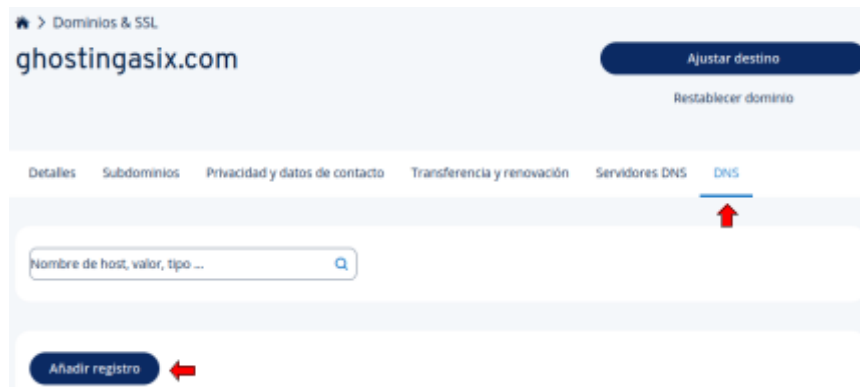 > Dominios & SSL
ghostingasix.com
Ajustar destino
Restablecer dominio
Detalles Subdominios Privacidad y datos de contacto Transferencia y renovación Servidores DNS DNS
Nombre de host, valor, tipo ...
Añadir registro